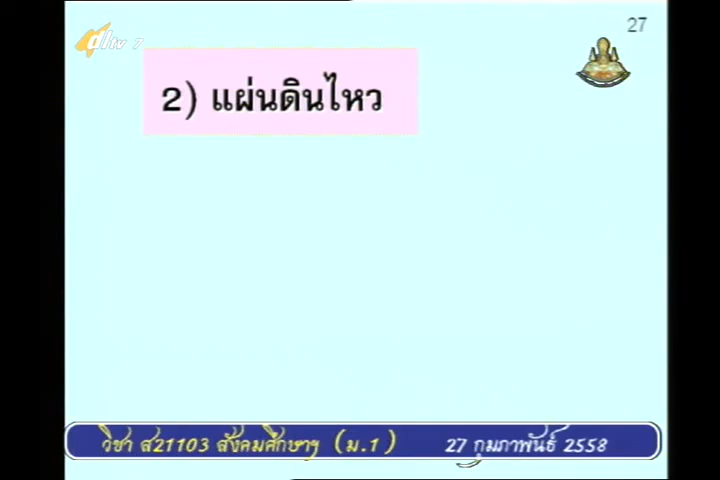 dltv 7
27
2) แผ่นดินไหว
วิชา ส21103 สังคมศึกษาฯ (ม.1) 27 กุมภาพันธ์ 2558